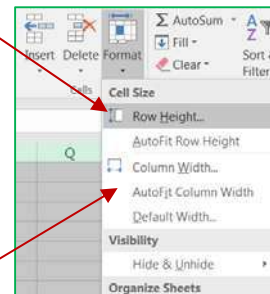 Σ AutoSum
Insert Delete Format Fill Sort
Clear Filter
Cells Cell Size
Row Height...
AutoFit Row Height
Q Column Width...
AutoFit Column Width
Default Width...
Visibility
Hide & Unhide
Organize Sheets